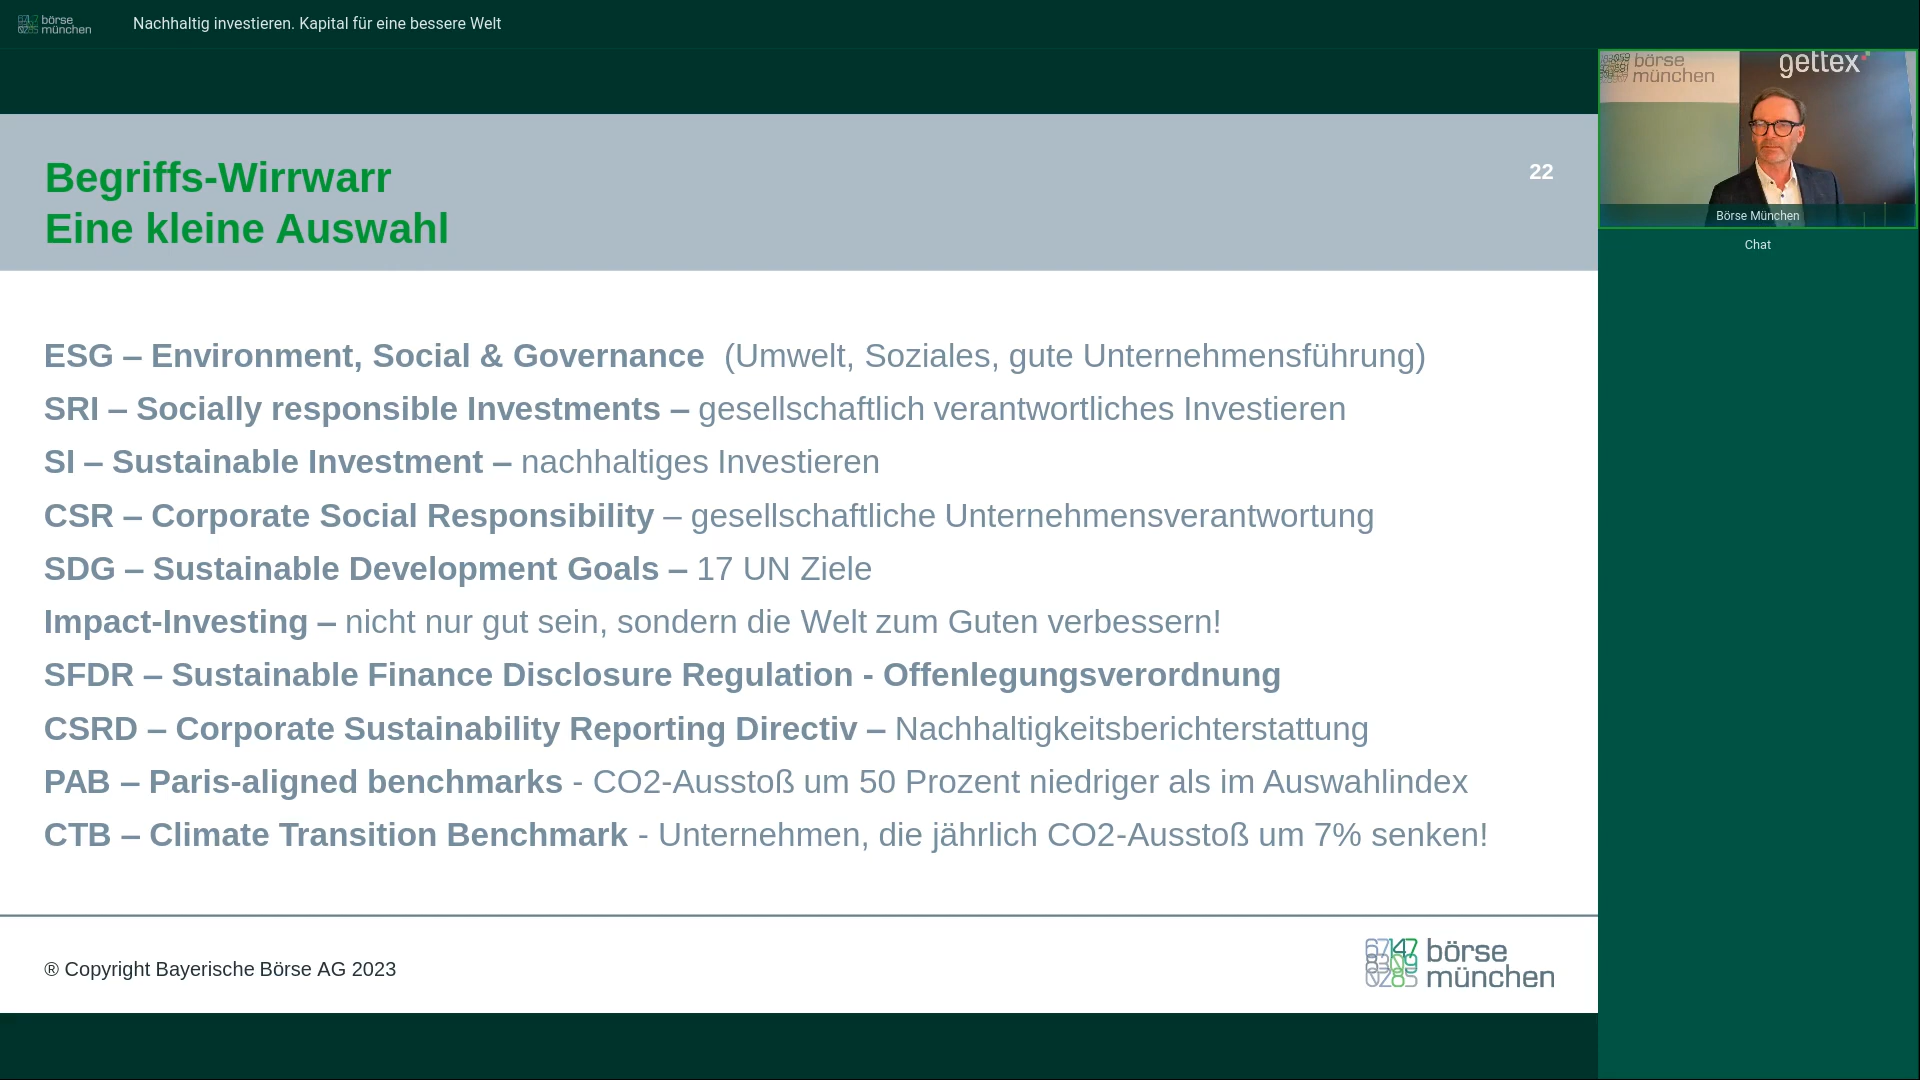 börse
münchen
Nachhaltig investieren. Kapital für eine bessere Welt
börse
münchen
gettex
Börse München
Chat
Begriffs-Wirrwarr
Eine kleine Auswahl
22
ESG – Environment, Social & Governance (Umwelt, Soziales, gute Unternehmensführung)
SRI – Socially responsible Investments – gesellschaftlich verantwortliches Investieren
SI – Sustainable Investment – nachhaltiges Investieren
CSR – Corporate Social Responsibility – gesellschaftliche Unternehmensverantwortung
SDG – Sustainable Development Goals – 17 UN Ziele
Impact-Investing – nicht nur gut sein, sondern die Welt zum Guten verbessern!
SFDR – Sustainable Finance Disclosure Regulation - Offenlegungsverordnung
CSRD – Corporate Sustainability Reporting Directiv – Nachhaltigkeitsberichterstattung
PAB – Paris-aligned benchmarks - CO2-Ausstoß um 50 Prozent niedriger als im Auswahlindex
CTB – Climate Transition Benchmark - Unternehmen, die jährlich CO2-Ausstoß um 7% senken!
® Copyright Bayerische Börse AG 2023
börse
münchen